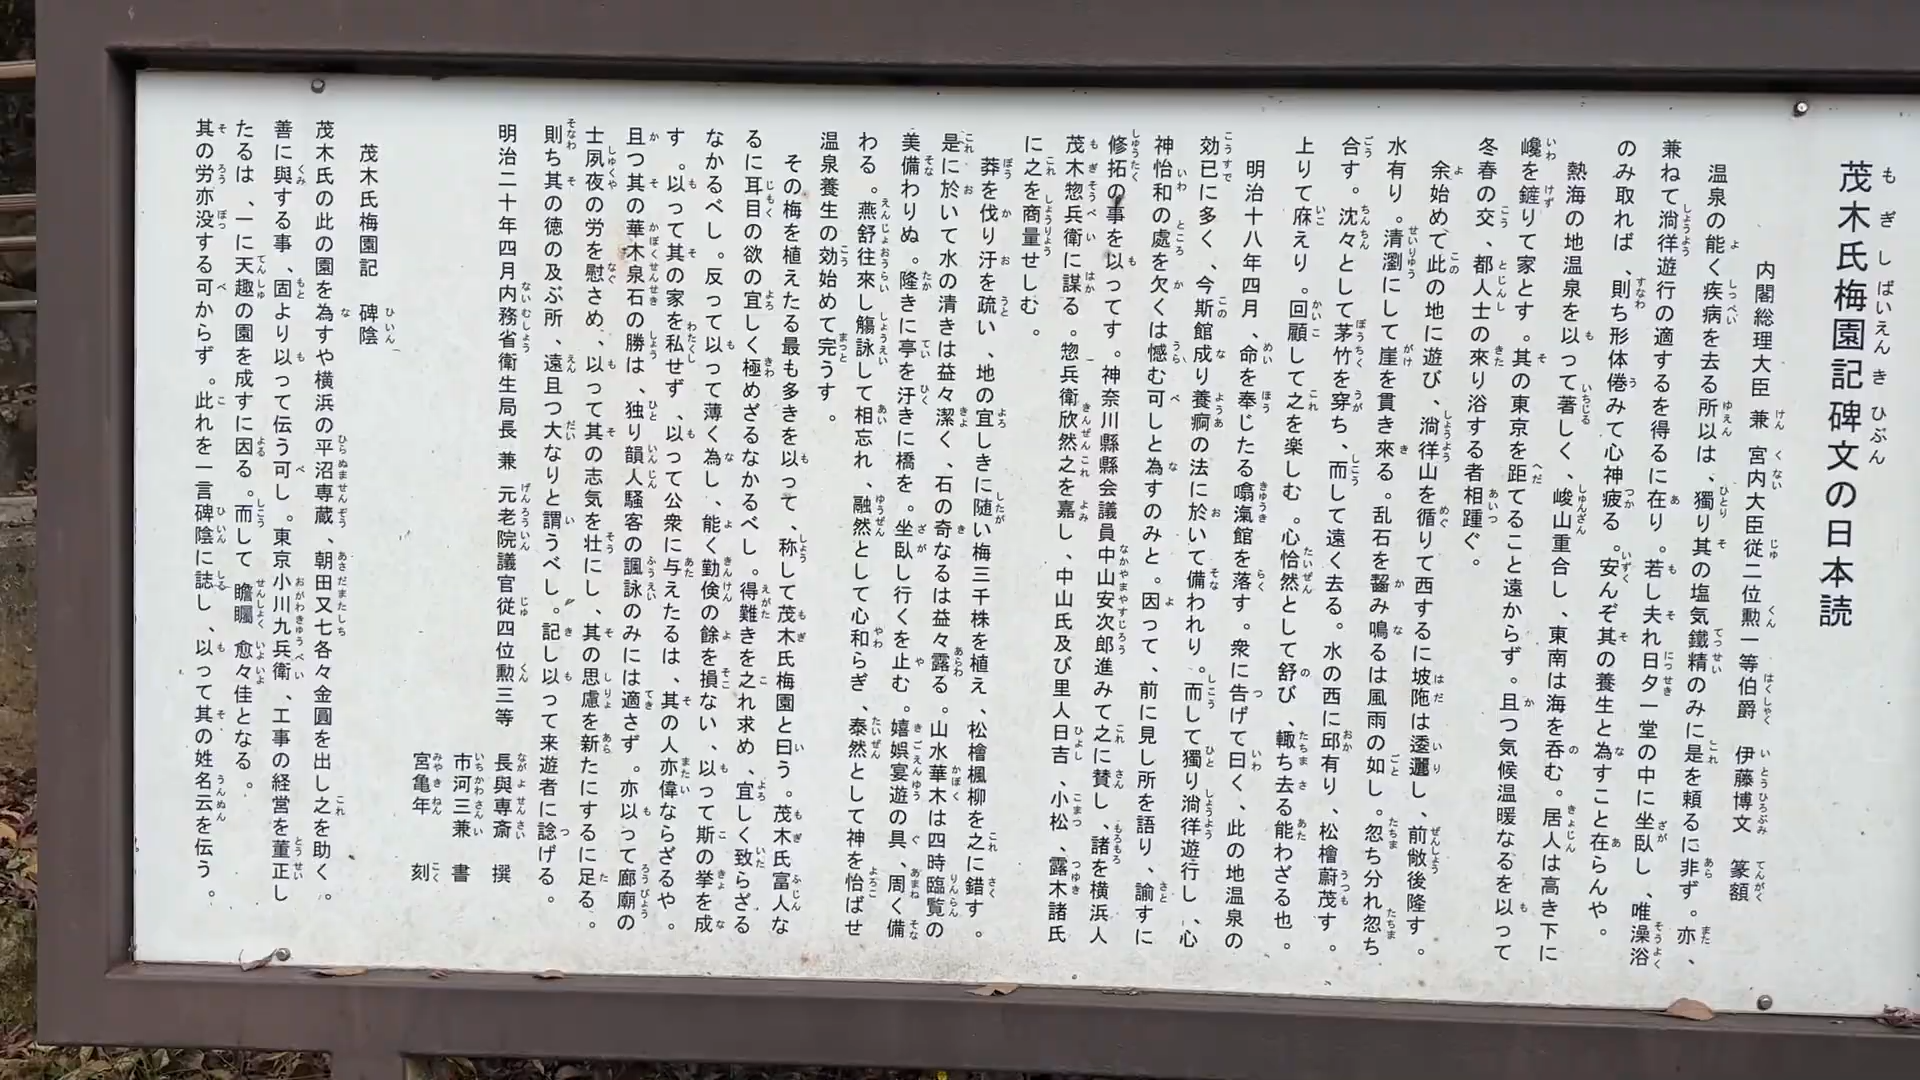 茂木氏梅園記碑文の日本読
内閣総理大臣 兼 宮内大臣従二位勲一等伯爵 伊藤博文 篆額
温泉の能く疾病を去る所以は、獨り其の塩気鐵精のみに是を頼るに非ず。亦、
兼ねて淌徉遊行の適するを得るに在り。若し夫れ日夕一堂の中に坐臥し、唯澡浴
のみ取れば、則ち形体倦みて心神疲る。安んぞ其の養生と為すこと在らんや。
熱海の地温泉を以って著しく、峻山重合し、東南は海を呑む。居人は高き下に
巉を鏟りて家とす。其の東京を距てること遠からず。且つ気候温暖なるを以って
冬春の交、都人士の來り浴する者相踵ぐ。
余始めて此の地に遊び、淌徉山を循りて西するに坡陁は逶邐し、前敞後隆す。
水有り。清瀏にして崖を貫き來る。乱石を齧み鳴るは風雨の如し。忽ち分れ忽ち
合す。沈々として茅竹を穿ち、而して遠く去る。水の西に邱有り、松檜蔚茂す。
上りて庥えり。回顧して之を楽しむ。心恰然として舒び、輙ち去る能わざる也。
明治十八年四月、命を奉じたる噏滊館を落す。衆に告げて曰く、此の地温泉の
効已に多く、今斯館成り養痾の法に於いて備われり。而して獨り淌徉遊行し、心
神怡和の處を欠くは憾む可しと為すのみと。因って、前に見し所を語り、諭すに
修拓の事を以ってす。神奈川縣縣会議員中山安次郎進みて之に賛し、諸を横浜人
茂木惣兵衛に謀る。惣兵衛欣然之を嘉し、中山氏及び里人日吉、小松、露木諸氏
に之を商量せしむ。
莽を伐り汙を疏い、地の宜しきに随い梅三千株を植え、松檜楓柳を之に錯す。
是に於いて水の清きは益々潔く、石の奇なるは益々露る。山水華木は四時臨覧の
美備わりぬ。隆きに亭を汙きに橋を。坐臥し行くを止む。嬉娯宴遊の具、周く備
わる。燕舒往來し觴詠して相忘れ、融然として心和らぎ、泰然として神を怡ばせ
温泉養生の効始めて完うす。
その梅を植えたる最も多きを以って、称して茂木氏梅園と曰う。茂木氏富人な
るに耳目の欲の宜しく極めざるなかるべし。得難きを之れ求め、宜しく致らざる
なかるべし。反って以って薄く為し、能く勤倹の餘を損ない、以って斯の挙を成
す。以って其の家を私せず、以って公衆に与えたるは、其の人亦偉ならざるや。
且つ其の華木泉石の勝は、独り韻人騒客の諷詠のみには適さず。亦以って廊廟の
士夙夜の労を慰さめ、以って其の志気を壮にし、其の思慮を新たにするに足る。
則ち其の徳の及ぶ所、遠且つ大なりと謂うべし。記し以って来遊者に諗げる。
明治二十年四月内務省衛生局長 兼 元老院議官従四位勲三等 長與専斎 撰
市河三兼 書
宮亀年 刻
茂木氏梅園記 碑陰
茂木氏の此の園を為すや横浜の平沼専蔵、朝田又七各々金圓を出し之を助く。
善に與する事、固より以って伝う可し。東京小川九兵衛、工事の経営を董正し
たるは、一に天趣の園を成すに因る。而して瞻矚 愈々佳となる。
其の労亦没する可からず。此れを一言碑陰に誌し、以って其の姓名云を伝う。